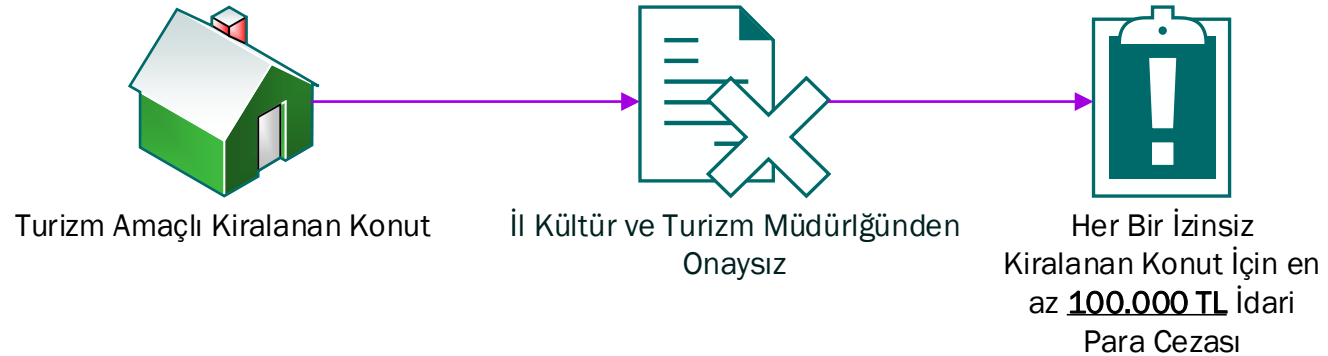 Turizm Amaçlı Kiralanan Konut
İl Kültür ve Turizm Müdürlğünden
Onaysız
Her Bir İzinsiz
Kiralanan Konut İçin en
az 100.000 TL İdari
Para Cezası